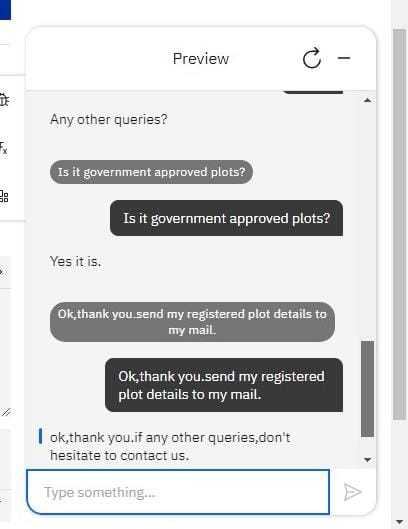 Preview
Any other queries?
Is it government approved plots?
Is it government approved plots?
Yes it is.
Ok,thank you.send my registered plot details to
my mail.
Ok,thank you.send my registered
plot details to my mail.
ok,thank you.if any other queries,don't
hesitate to contact us.
Type something...